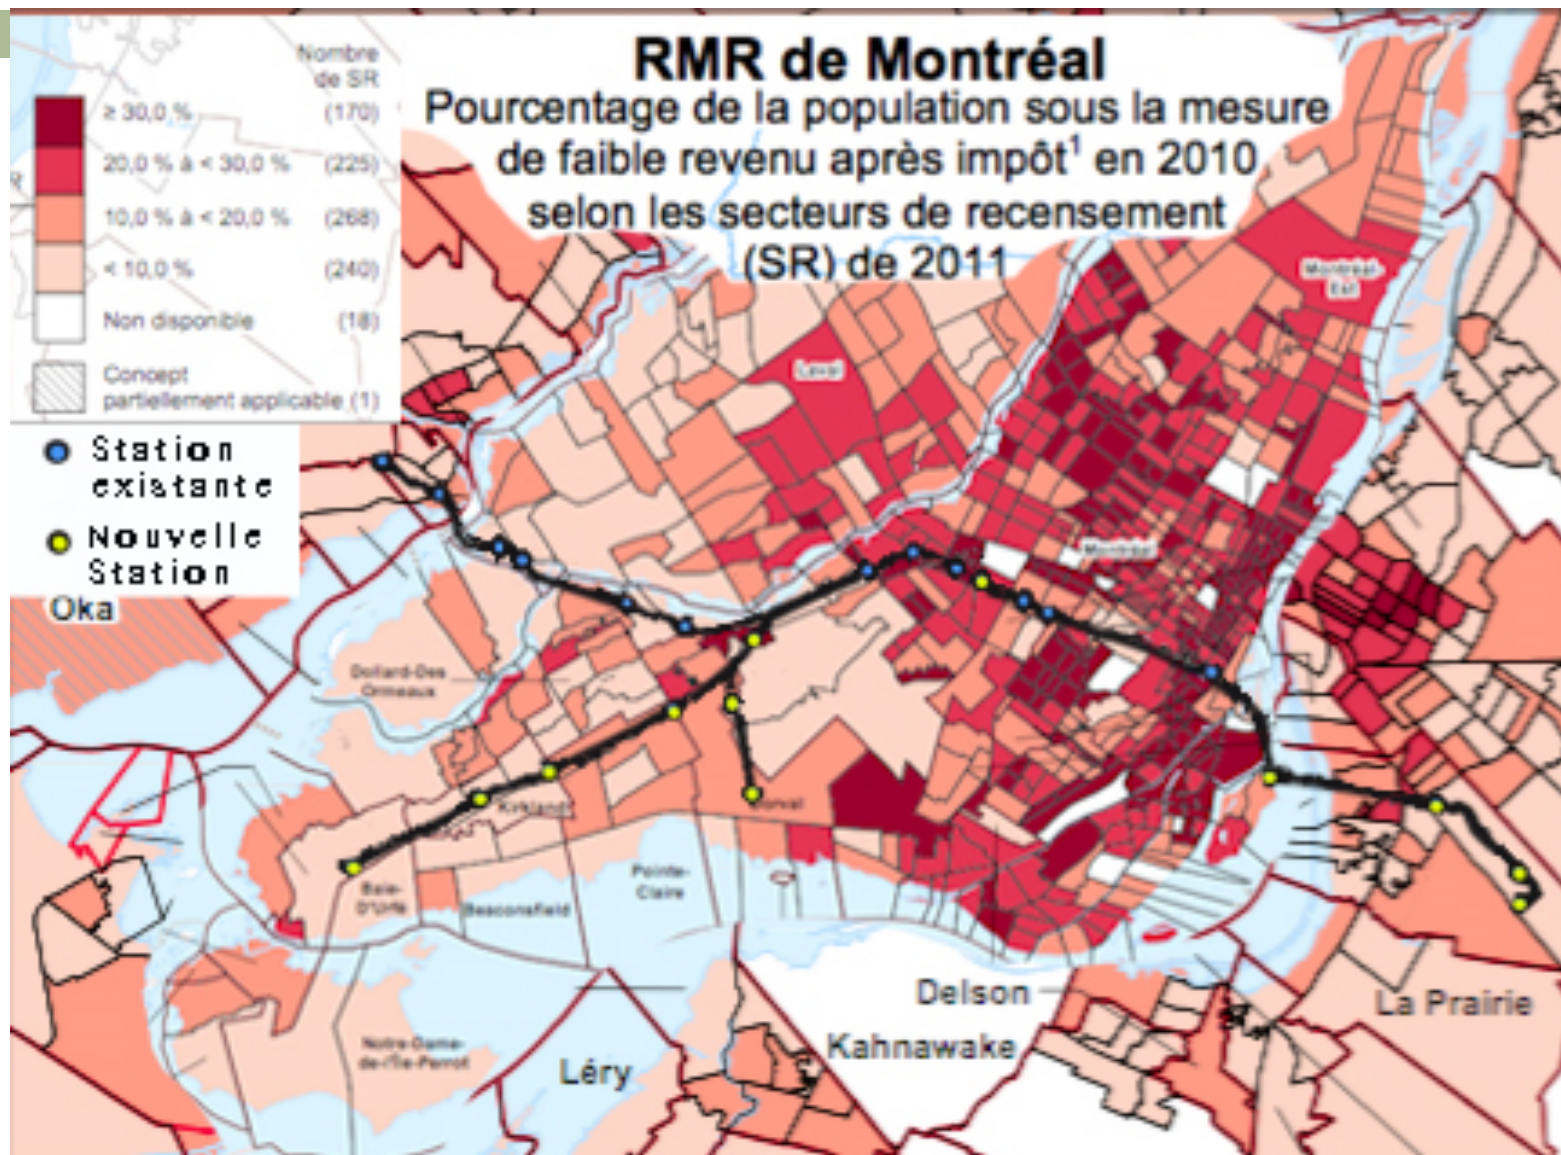 RMR de Montréal
Pourcentage de la population sous la mesure
de faible revenu après impôt¹ en 2010
selon les secteurs de recensement
(SR) de 2011
Nombre
de SR
≥ 30,0 % (170)
20,0 % à < 30,0 % (225)
10,0 % à < 20,0 % (268)
< 10,0 % (240)
Non disponible (18)
Concept
partiellement applicable (1)
Station
existante
Nouvelle
Station
Oka
Montréal-
Est
Laval
Montréal
Dollard-Des
Ormeaux
Kirkland
Dorval
Baie-
D'Urfé
Beaconsfield
Pointe-
Claire
Delson
Kahnawake
La Prairie
Notre-Dame-
de-l'Île-Perrot
Léry